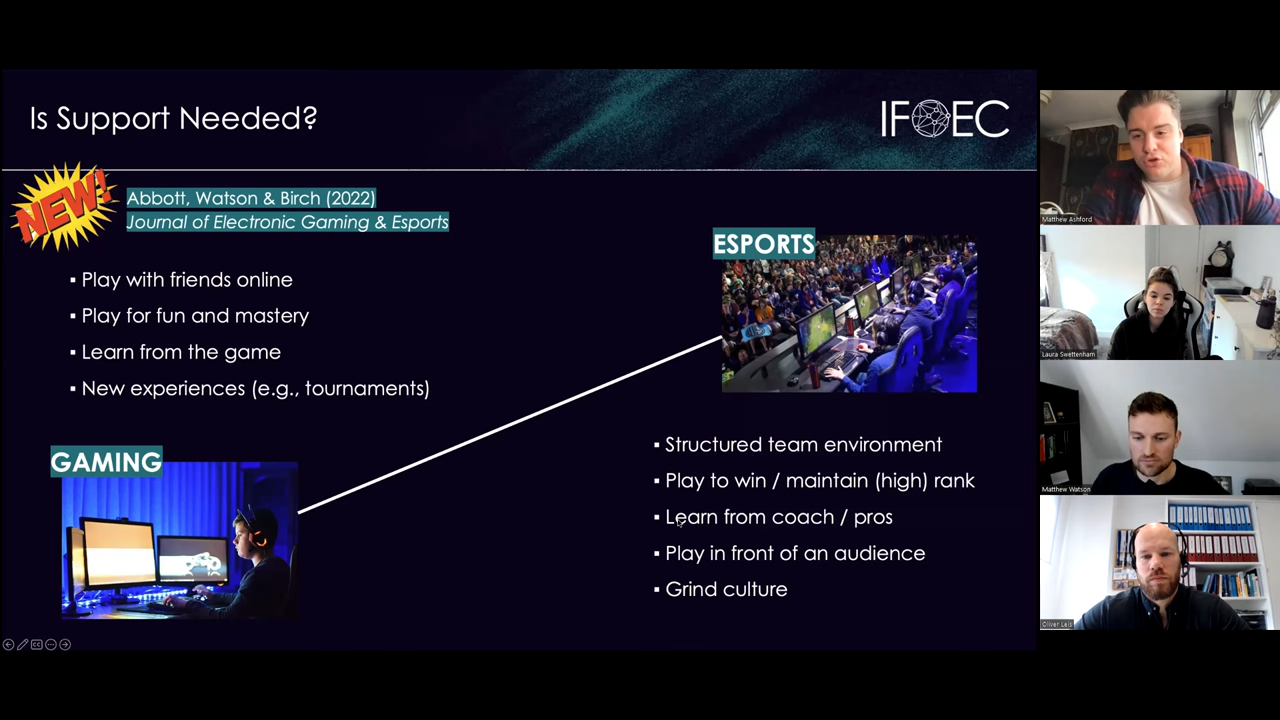 Is Support Needed?
IFOEC
NEW!
Abbott, Watson & Birch (2022)
Journal of Electronic Gaming & Esports
▪ Play with friends online
▪ Play for fun and mastery
▪ Learn from the game
▪ New experiences (e.g., tournaments)
GAMING
ESPORTS
▪ Structured team environment
▪ Play to win / maintain (high) rank
▪ Learn from coach / pros
▪ Play in front of an audience
▪ Grind culture
CC
Matthew Ashford
Laura Swettenham
Matthew Watson
Oliver Leis